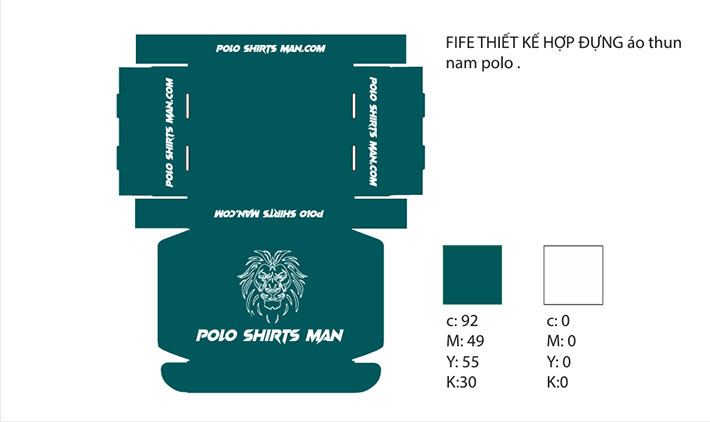 POLO SHIRTS MAN.COM
FIFE THIẾT KẾ HỢP ĐỰNG áo thun
nam polo .
POLO SHIRTS MAN.COM
POLO SHIRTS MAN.COM
POLO SHIRTS MAN.COM
POLO SHIRTS MAN
c: 92
M: 49
Y: 55
K:30
c: 0
M: 0
Y: 0
K:0